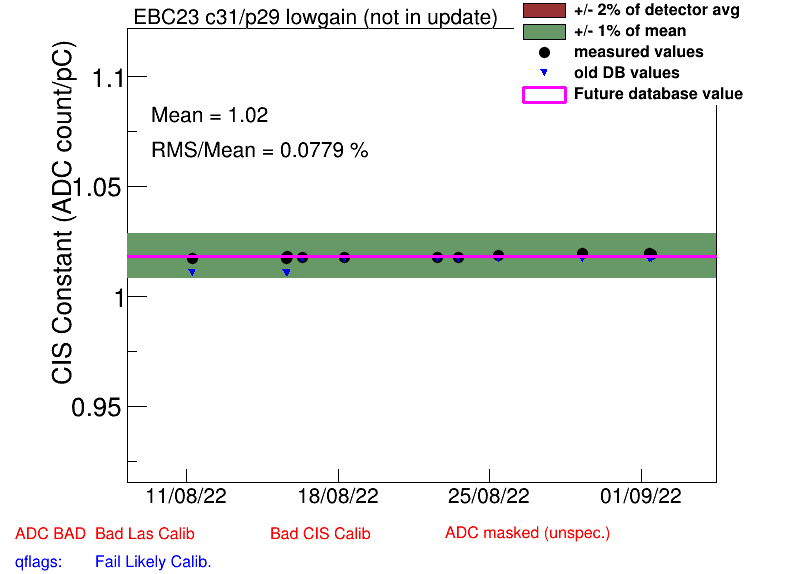 EBC23 c31/p29 lowgain (not in update)
+/- 2% of detector avg
+/- 1% of mean
measured values
old DB values
Future database value
Mean = 1.02
RMS/Mean = 0.0779 %
CIS Constant (ADC count/pC)
1.1
1.05
1
0.95
11/08/22 18/08/22 25/08/22 01/09/22
ADC BAD Bad Las Calib Bad CIS Calib ADC masked (unspec.)
qflags: Fail Likely Calib.